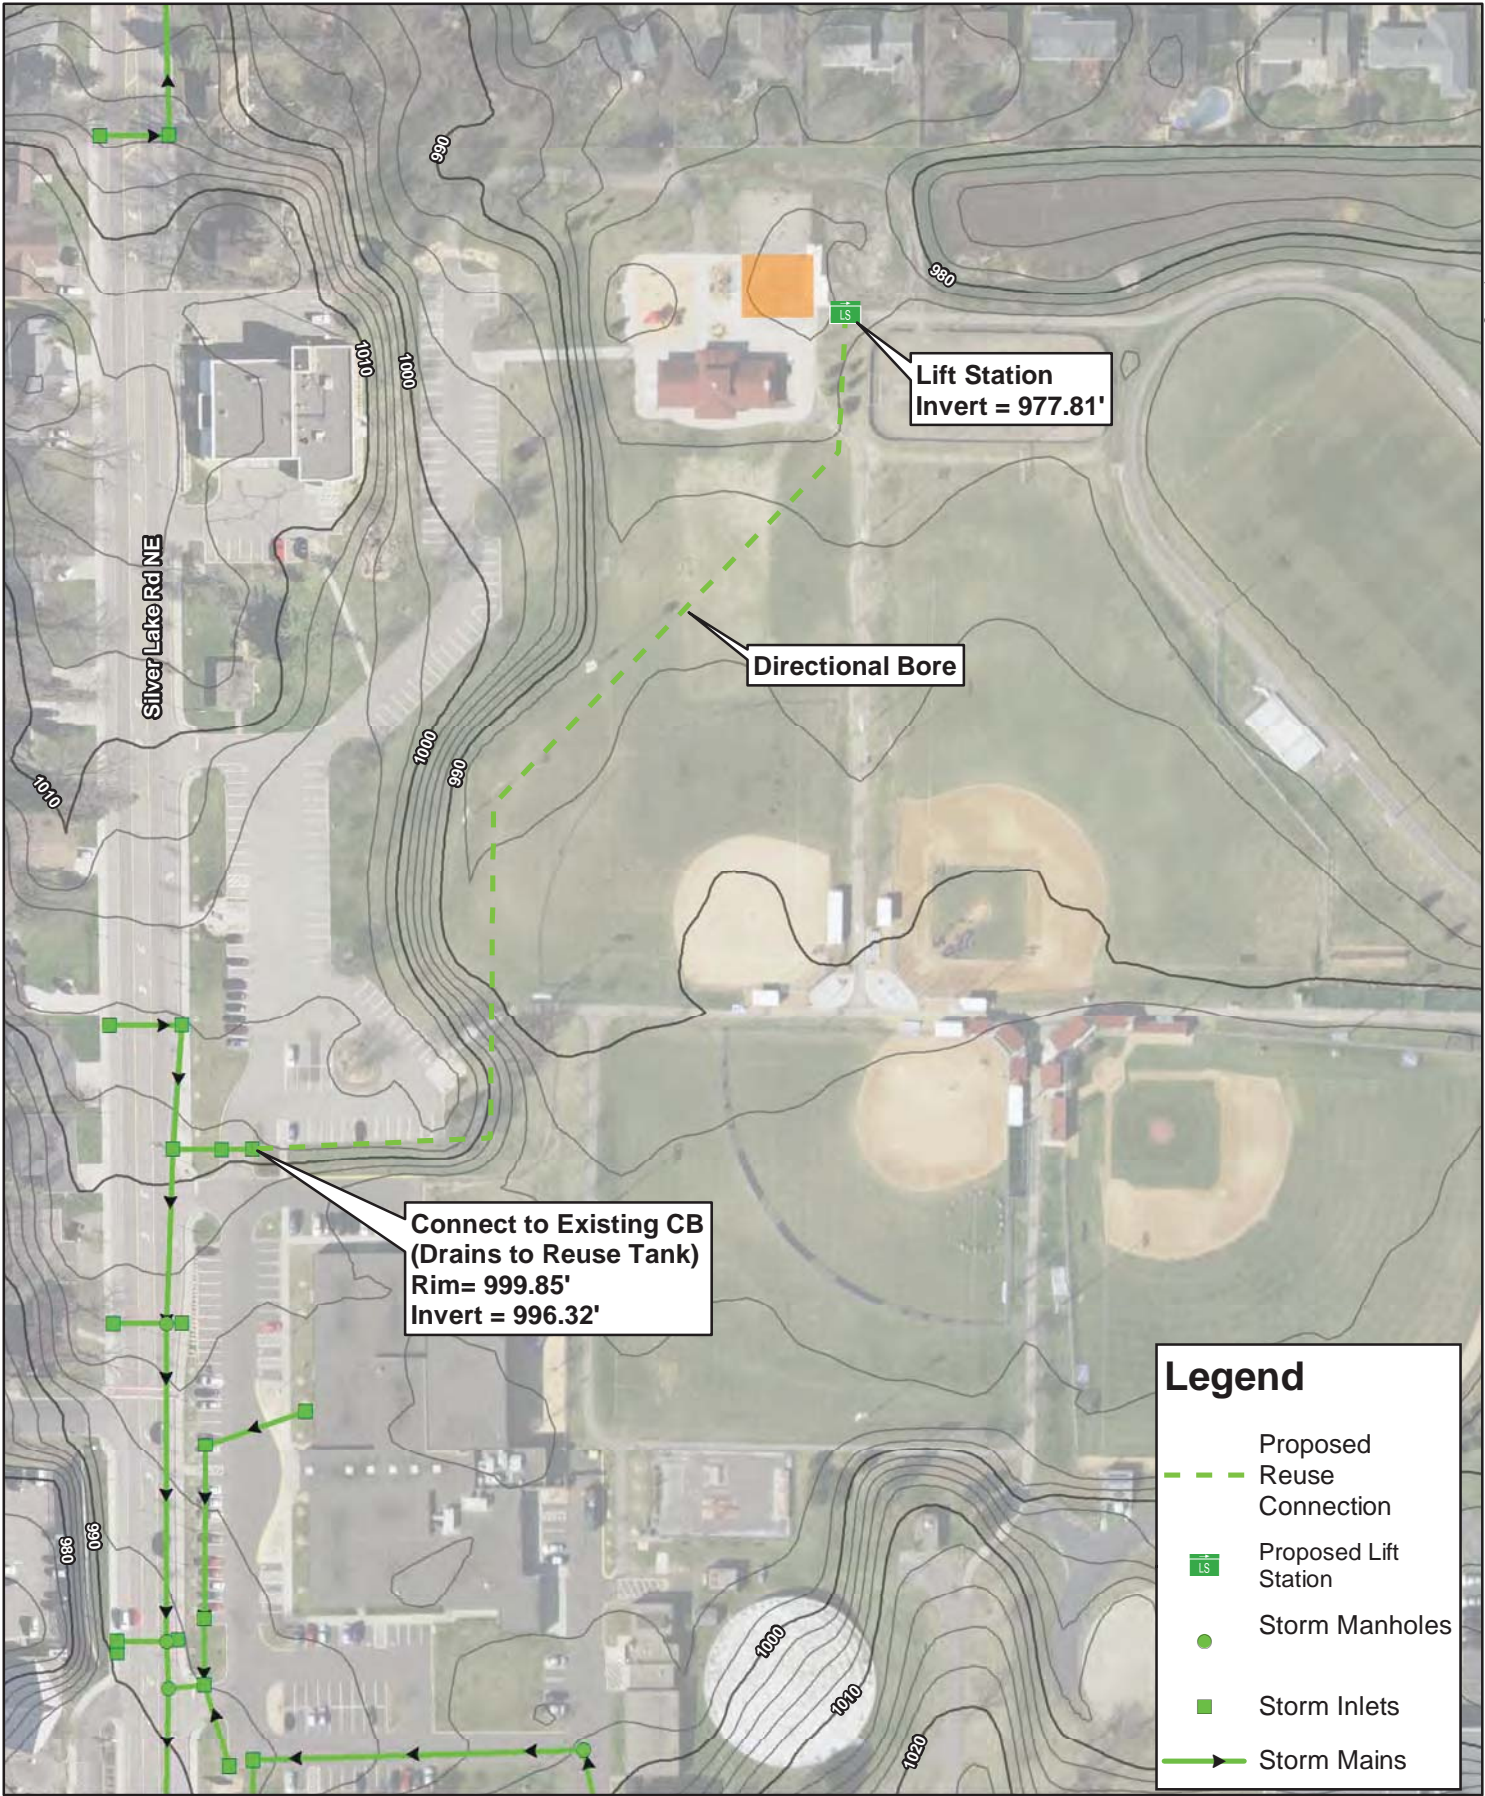 990
980
LS
1010
1000
Lift Station
Invert = 977.81'
Silver Lake Rd NE
Directional Bore
1000
990
1010
Connect to Existing CB
(Drains to Reuse Tank)
Rim= 999.85'
Invert = 996.32'
Legend
Proposed
Reuse
Connection
LS
Proposed Lift
Station
Storm Manholes
Storm Inlets
Storm Mains
980
990
1000
1010
1020